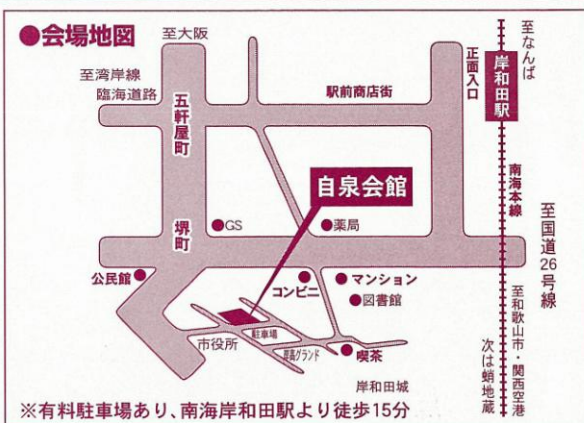 ●会場地図
至大阪
至湾岸線
臨海道路
五軒屋町
駅前商店街
正面入口
至なんば
岸和田駅
南海本線
自泉会館
堺町
●GS
●薬局
至国道26号線
公民館●
コンビニ
●マンション
●図書館
市役所
駐車場
岸高グランド
●喫茶
岸和田城
至和歌山市・関西空港
次は蛸地蔵
※有料駐車場あり、南海岸和田駅より徒歩15分